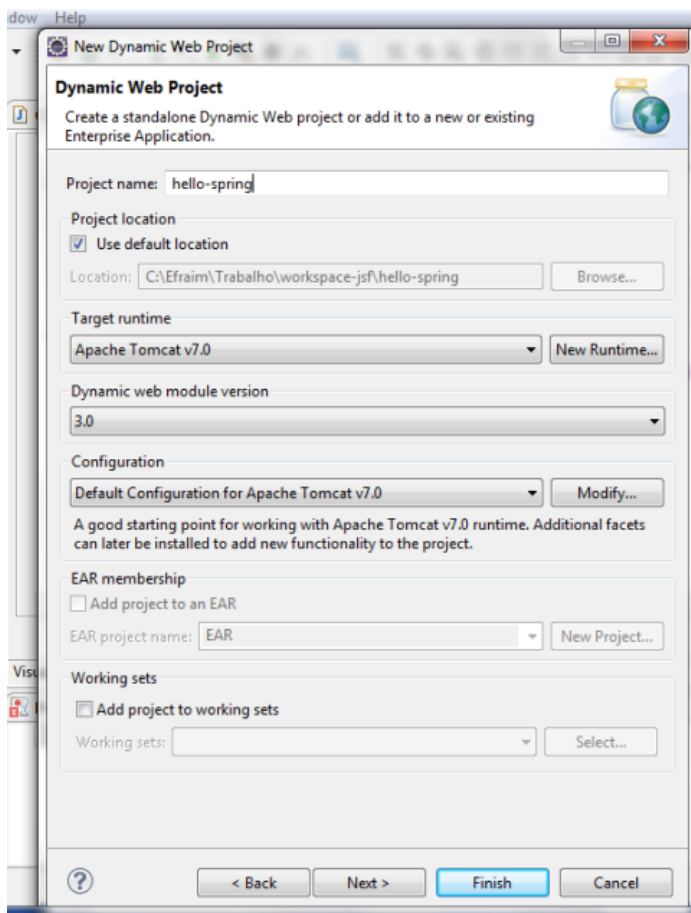 dow Help
New Dynamic Web Project
Dynamic Web Project
Create a standalone Dynamic Web project or add it to a new or existing
Enterprise Application.
Project name: hello-spring
Project location
Use default location
Location: C:\Efraim\Trabalho\workspace-jsf\hello-spring Browse...
Target runtime
Apache Tomcat v7.0 New Runtime...
Dynamic web module version
3.0
Configuration
Default Configuration for Apache Tomcat v7.0 Modify...
A good starting point for working with Apache Tomcat v7.0 runtime. Additional facets
can later be installed to add new functionality to the project.
EAR membership
Add project to an EAR
EAR project name: EAR New Project...
Visu
Working sets
Add project to working sets
Working sets: Select...
? < Back Next > Finish Cancel